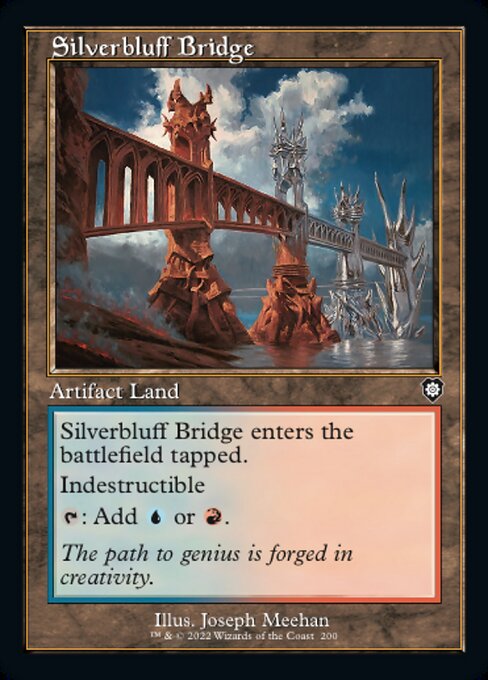 Silverbluff Bridge
Artifact Land
Silverbluff Bridge enters the
battlefield tapped.
Indestructible
: Add or .
The path to genius is forged in
creativity.
Illus. Joseph Meehan
™ & © 2022 Wizards of the Coast 200